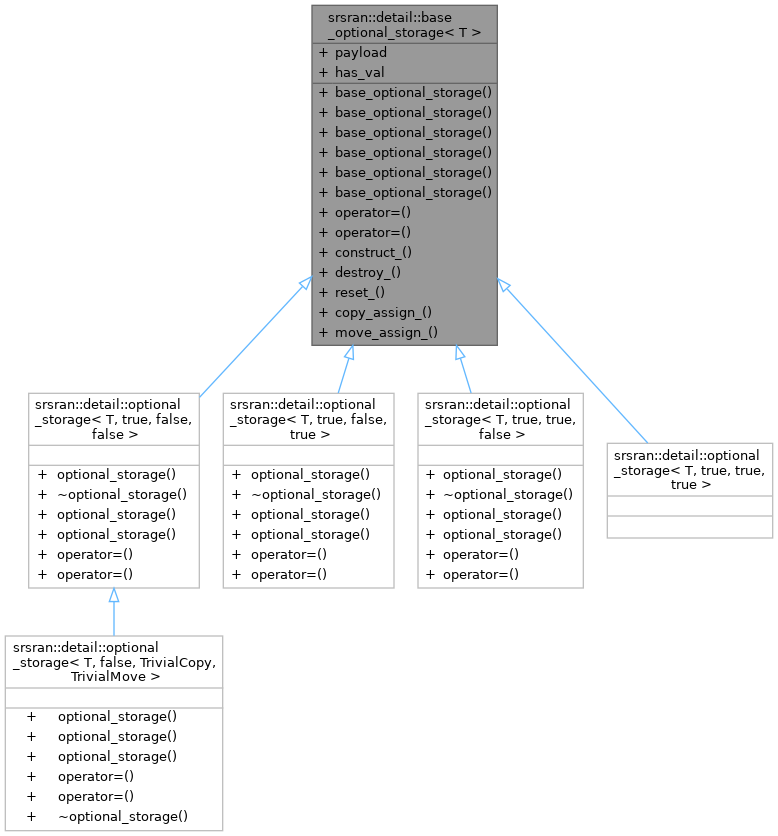 srsran::detail::base
_optional_storage< T >
+ payload
+ has_val
+ base_optional_storage()
+ base_optional_storage()
+ base_optional_storage()
+ base_optional_storage()
+ base_optional_storage()
+ base_optional_storage()
+ operator=()
+ operator=()
+ construct_()
+ destroy_()
+ reset_()
+ copy_assign_()
+ move_assign_()
srsran::detail::optional
_storage< T, true, false,
false >
+ optional_storage()
+ ~optional_storage()
+ optional_storage()
+ optional_storage()
+ operator=()
+ operator=()
srsran::detail::optional
_storage< T, true, false,
true >
+ optional_storage()
+ ~optional_storage()
+ optional_storage()
+ optional_storage()
+ operator=()
+ operator=()
srsran::detail::optional
_storage< T, true, true,
false >
+ optional_storage()
+ ~optional_storage()
+ optional_storage()
+ optional_storage()
+ operator=()
+ operator=()
srsran::detail::optional
_storage< T, true, true,
true >
srsran::detail::optional
_storage< T, false, TrivialCopy,
TrivialMove >
+ optional_storage()
+ optional_storage()
+ optional_storage()
+ operator=()
+ operator=()
+ ~optional_storage()